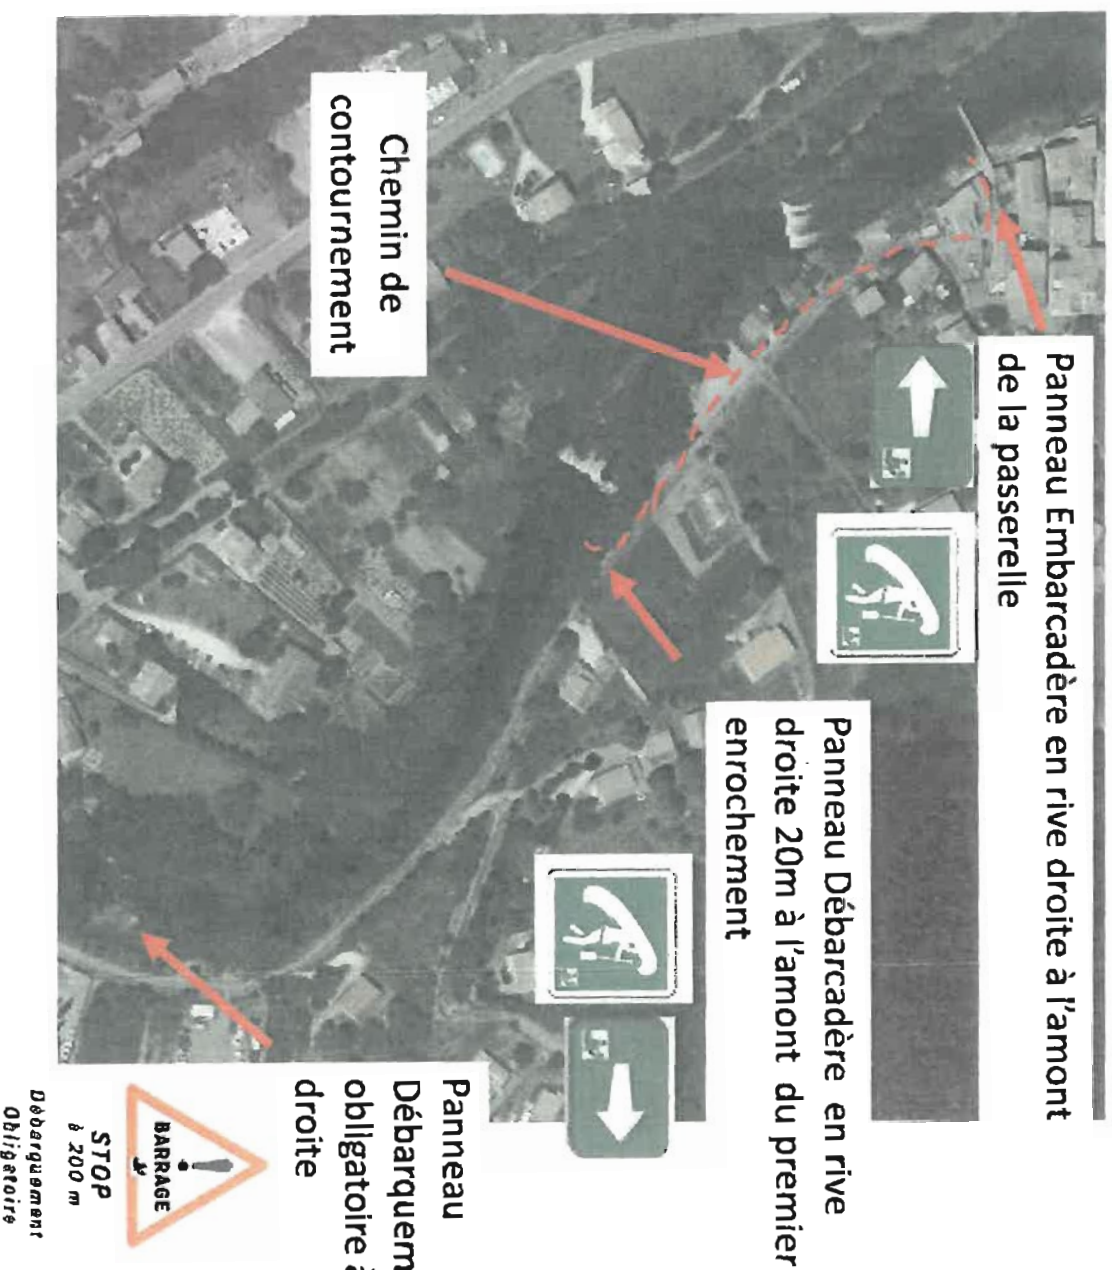 Panneau Embarcadère en rive droite à l'amont
de la passerelle
Panneau Débarcadère en rive
droite 20m à l'amont du premier
enrochement
Chemin de
contournement
Panneau
Débarquem
obligatoire à
droite
BARRAGE
STOP
à 200 m
Débarquement
Obligatoire